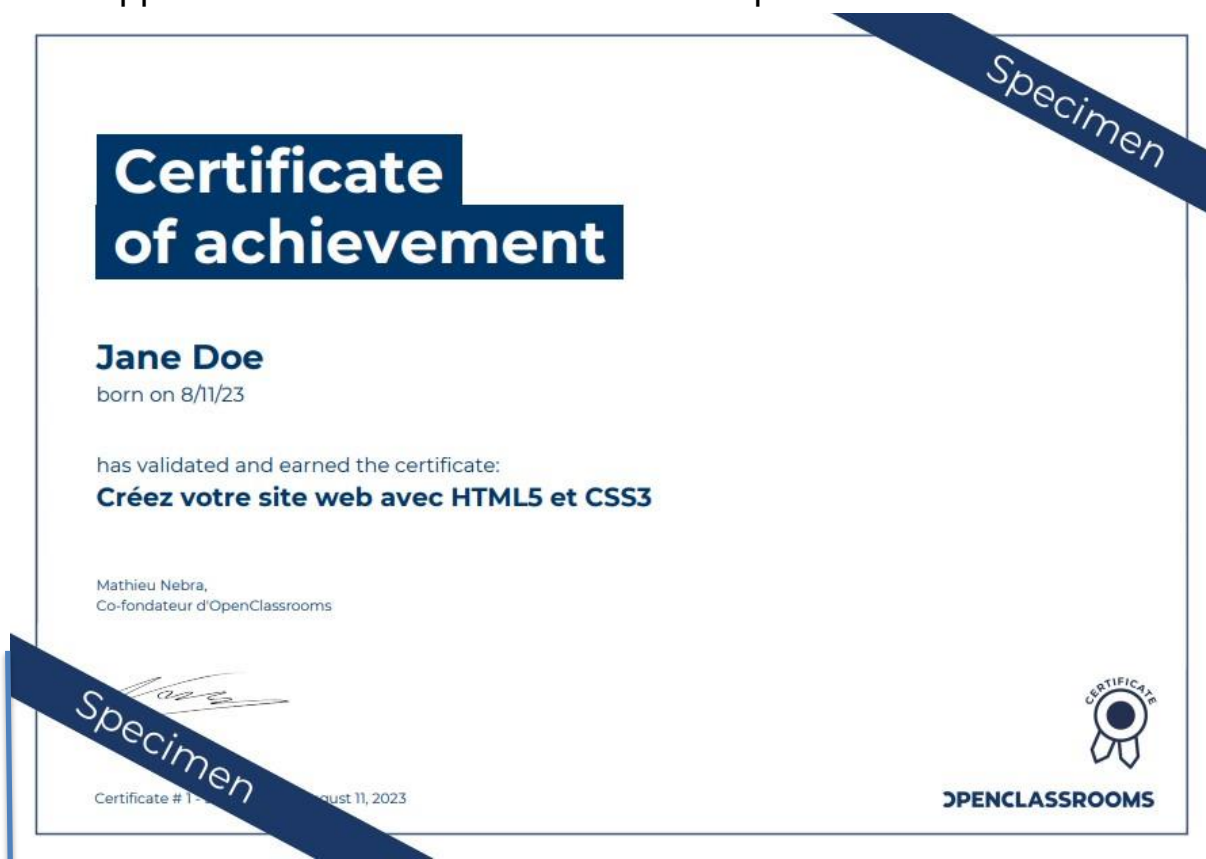 Specimen
Certificate
of achievement
Jane Doe
born on 8/11/23
has validated and earned the certificate:
Créez votre site web avec HTML5 et CSS3
Mathieu Nebra,
Co-fondateur d'OpenClassrooms
Specimen
CERTIFICATE
Certificate # 1 - ust 11, 2023
OPENCLASSROOMS